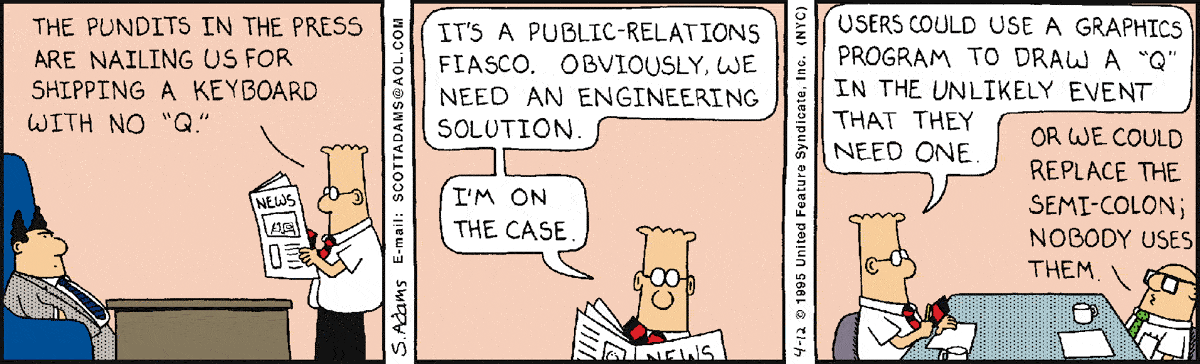 THE PUNDITS IN THE PRESS
ARE NAILING US FOR
SHIPPING A KEYBOARD
WITH NO "Q."
NEWS
S. Adams E-mail: SCOTTADAMS@AOL.COM
IT'S A PUBLIC-RELATIONS
FIASCO. OBVIOUSLY, WE
NEED AN ENGINEERING
SOLUTION.
I'M ON
THE CASE.
NEWS
4-12 © 1995 United Feature Syndicate, Inc. (NYC)
USERS COULD USE A GRAPHICS
PROGRAM TO DRAW A "Q"
IN THE UNLIKELY EVENT
THAT THEY
NEED ONE.
OR WE COULD
REPLACE THE
SEMI-COLON;
NOBODY USES
THEM.